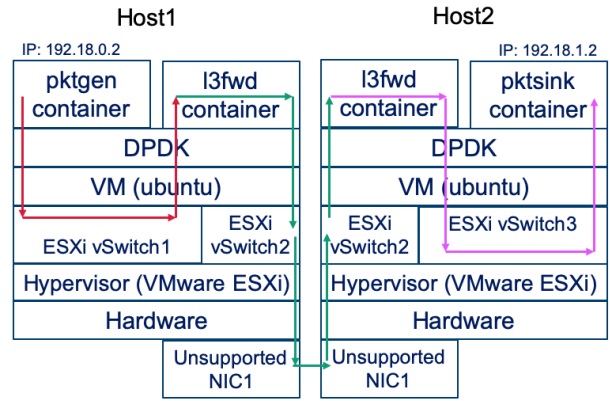 Host1
IP: 192.18.0.2
pktgen
container
l3fwd
container
DPDK
VM (ubuntu)
ESXi vSwitch1
ESXi
vSwitch2
Hypervisor (VMware ESXi)
Hardware
Unsupported
NIC1
Host2
IP: 192.18.1.2
l3fwd
container
pktsink
container
DPDK
VM (ubuntu)
ESXi
vSwitch2
ESXi vSwitch3
Hypervisor (VMware ESXi)
Hardware
Unsupported
NIC1